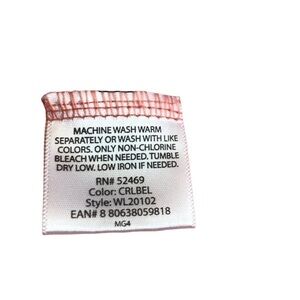 MACHINE WASH WARM
SEPARATELY OR WASH WITH LIKE
COLORS. ONLY NON-CHLORINE
BLEACH WHEN NEEDED. TUMBLE
DRY LOW. LOW IRON IF NEEDED.
RN# 52469
Color: CRLBEL
Style: WL20102
EAN# 8 80638059818
MG4